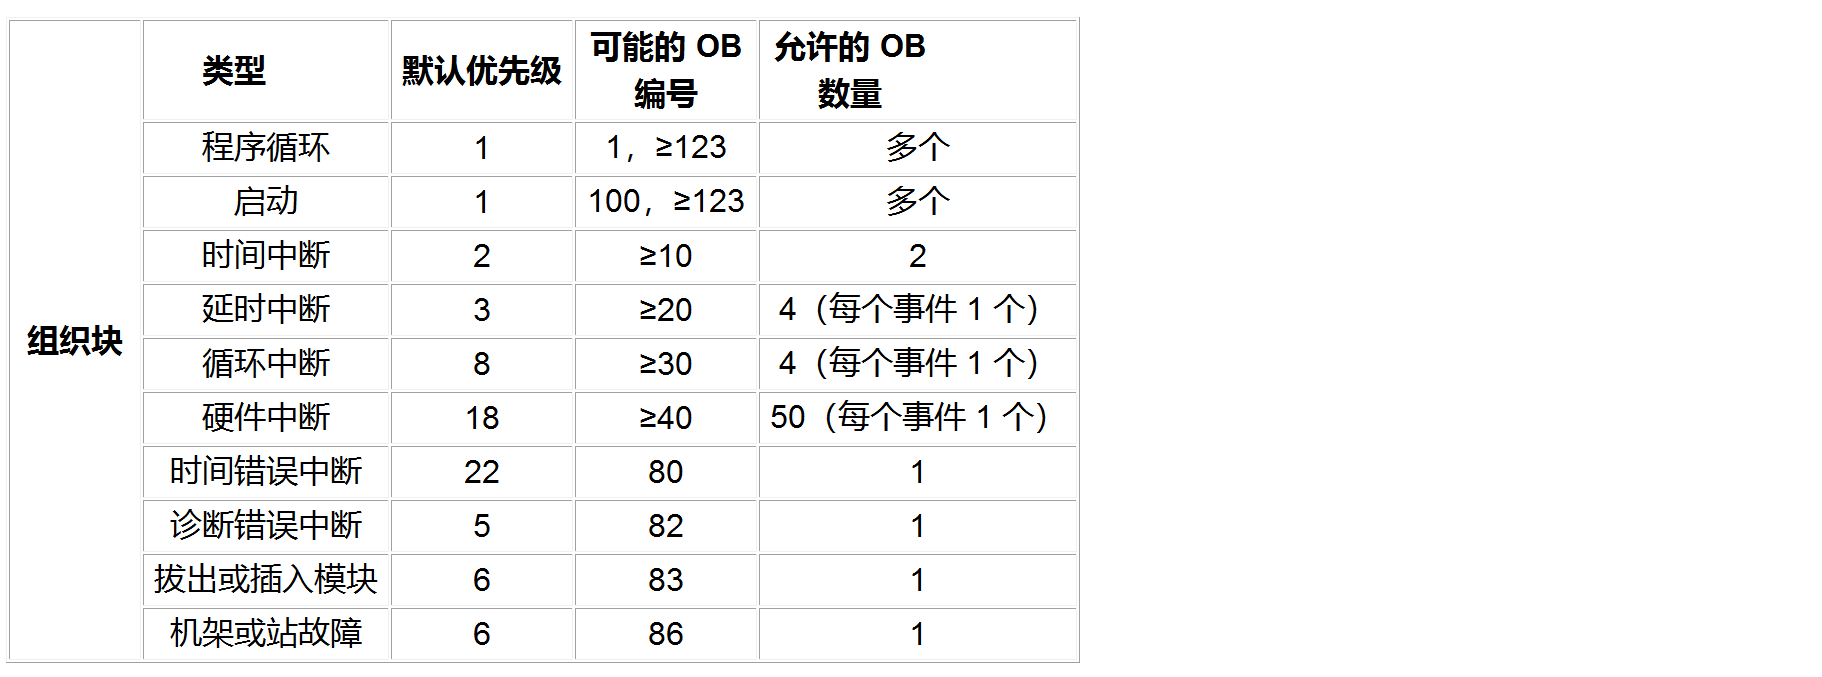 组织块
类型
默认优先级
可能的 OB
编号
允许的 OB
数量
程序循环
1
1，≥123
多个
启动
1
100，≥123
多个
时间中断
2
≥10
2
延时中断
3
≥20
4（每个事件 1 个）
循环中断
8
≥30
4（每个事件 1 个）
硬件中断
18
≥40
50（每个事件 1 个）
时间错误中断
22
80
1
诊断错误中断
5
82
1
拔出或插入模块
6
83
1
机架或站故障
6
86
1